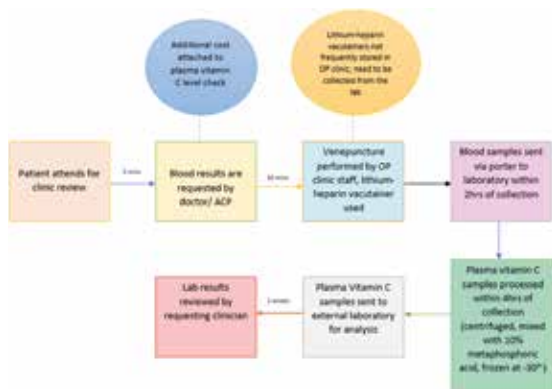 Additional cost
attached to
plasma vitamin
C level check
Lithium-heparin
vacutainers not
frequently stored in
OP clinic, need to be
collected from the
lab
Patient attends for
clinic review
5 mins
Blood results are
requested by
doctor/ ACP
10 mins
Venepuncture
performed by OP
clinic staff, lithium-
heparin vacutainer
used
Blood samples sent
via porter to
laboratory within
2hrs of collection
Lab results
reviewed by
requesting clinician
Plasma Vitamin C
samples sent to
external laboratory
for analysis
Plasma vitamin C
samples processed
within 4hrs of
collection
(centrifuged, mixed
with 10%
metaphosphoric
acid, frozen at